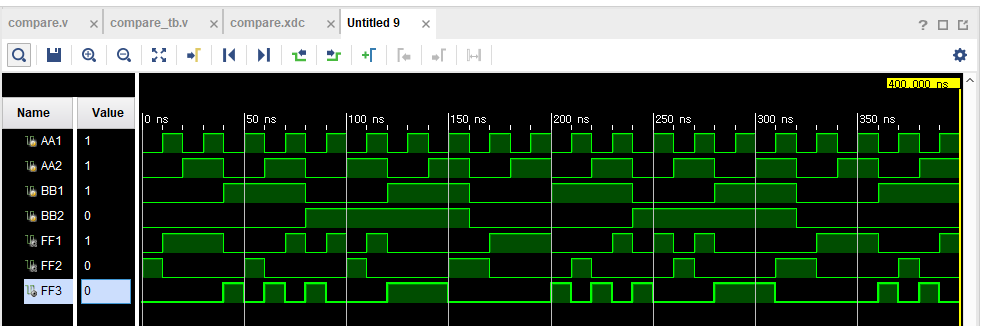 compare.v × compare_tb.v × compare.xdc × Untitled 9 ×
?
400.000 ns
Name Value
0 ns 50 ns 100 ns 150 ns 200 ns 250 ns 300 ns 350 ns
AA1 1
AA2 1
BB1 1
BB2 0
FF1 1
FF2 0
FF3 0